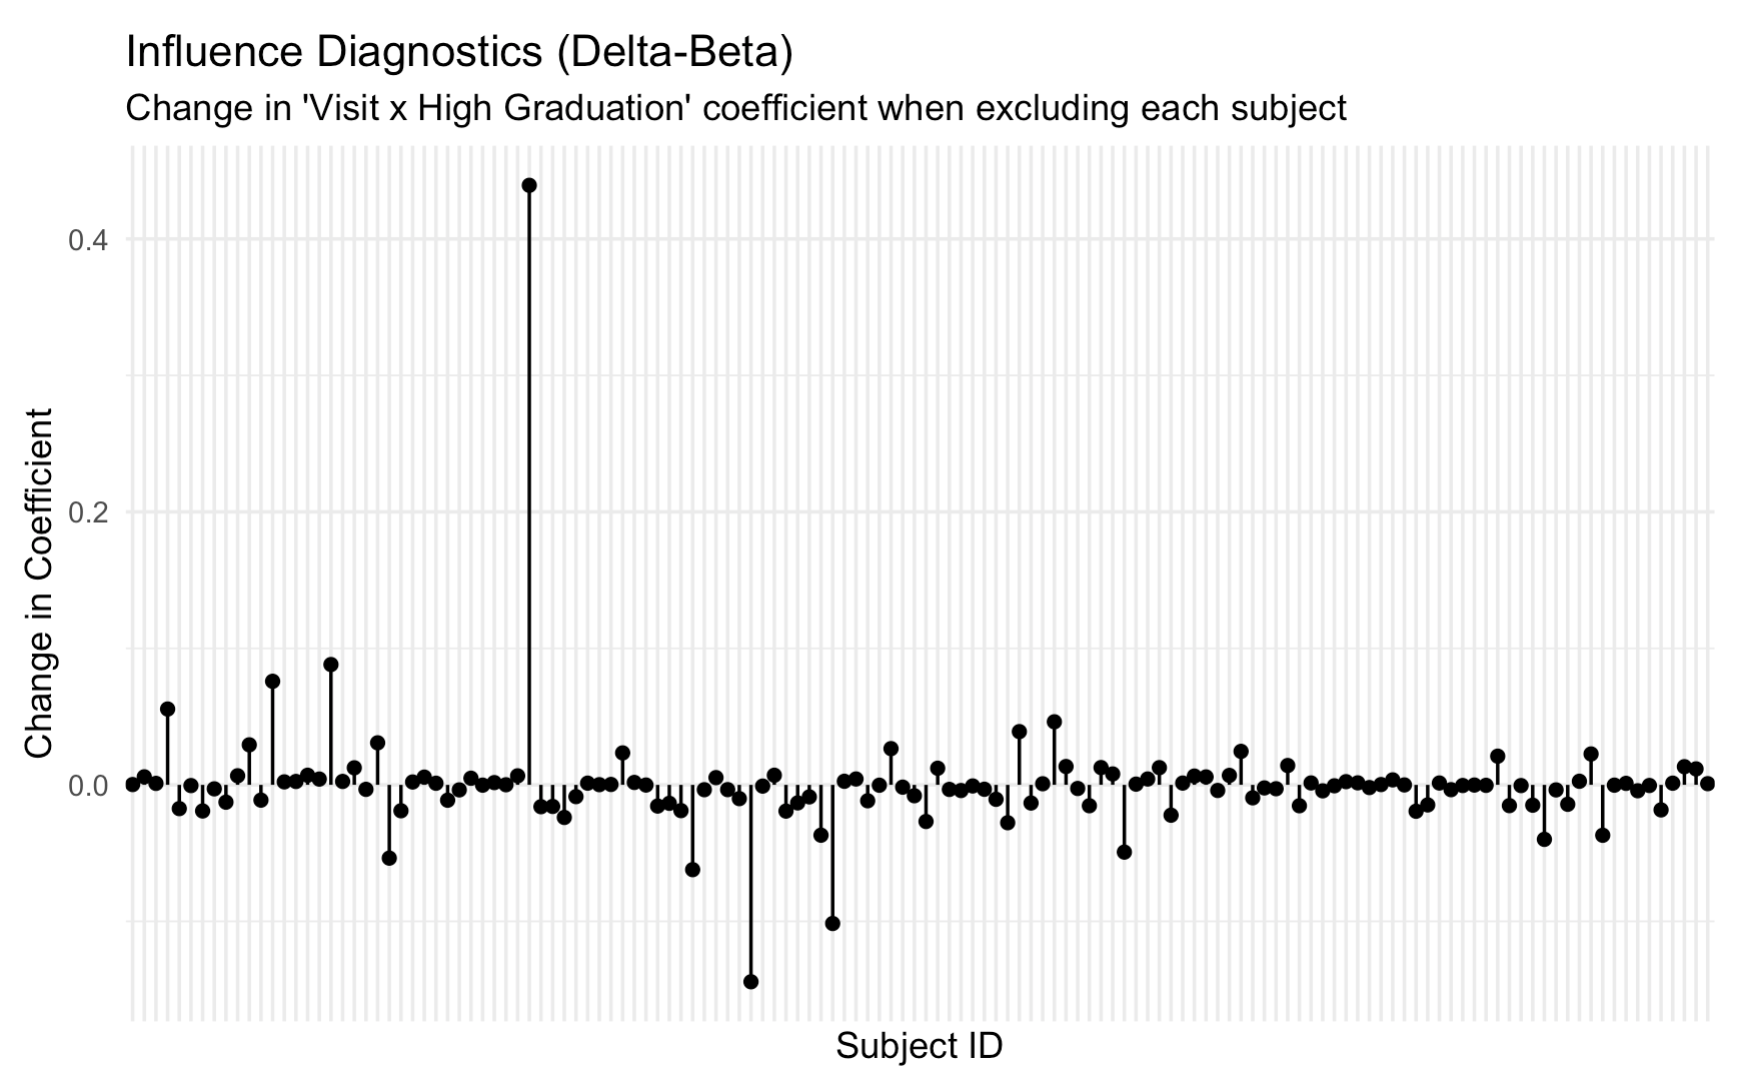 Influence Diagnostics (Delta-Beta)
Change in 'Visit x High Graduation' coefficient when excluding each subject
Change in Coefficient
0.4
0.2
0.0
Subject ID